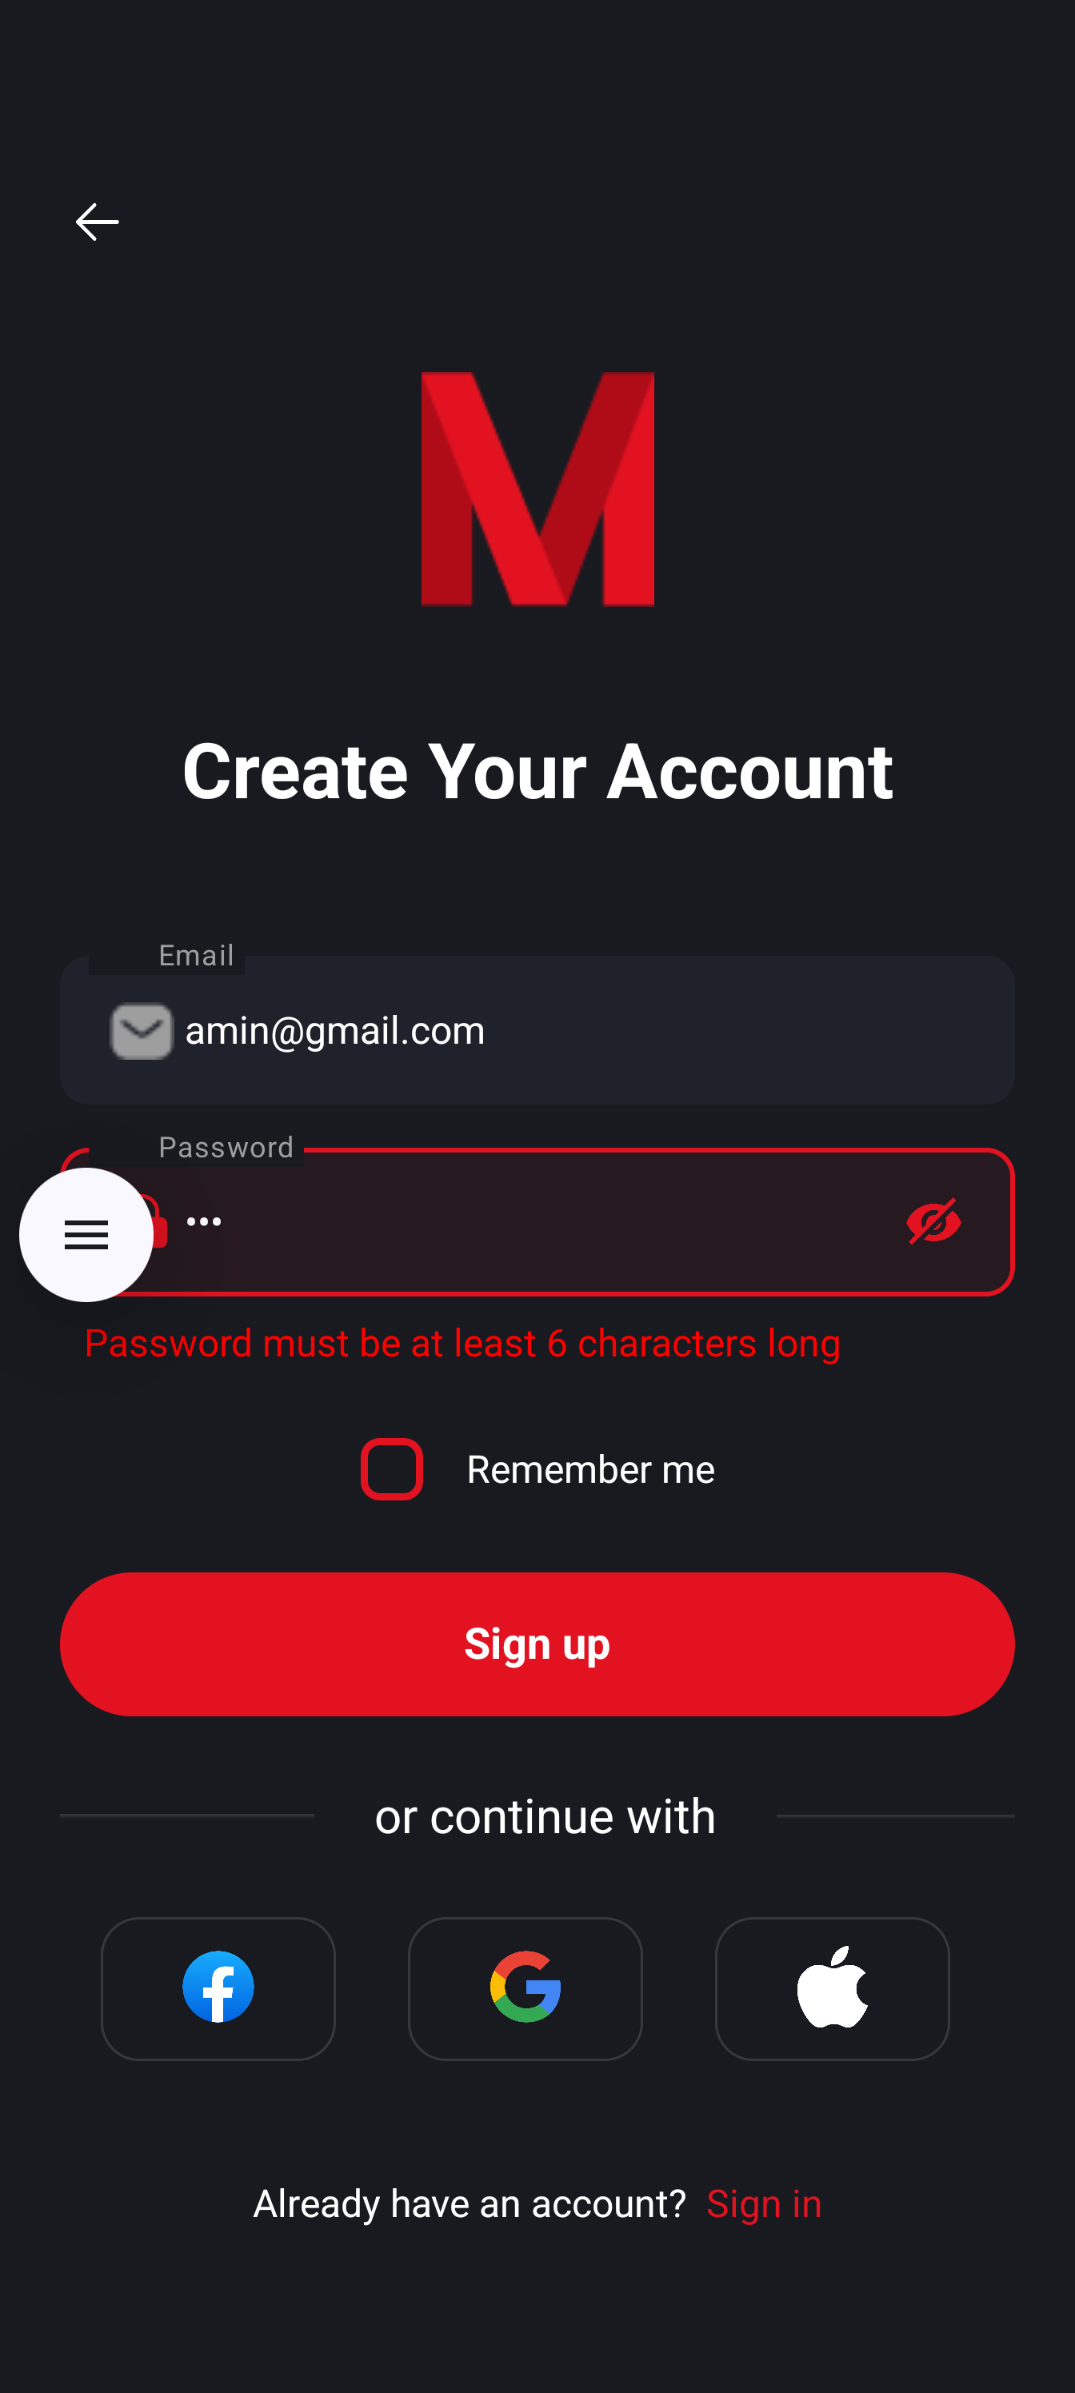 M
Create Your Account
Email
amin@gmail.com
Password
•••
Password must be at least 6 characters long
Remember me
Sign up
or continue with
Already have an account? Sign in